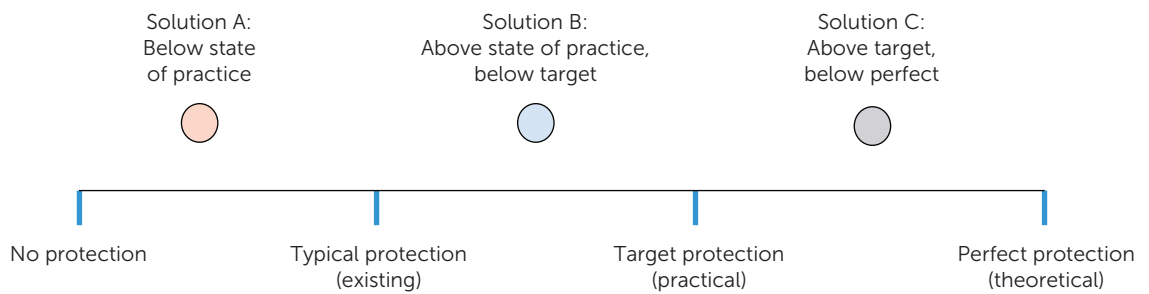 Solution A:
Below state
of practice
Solution B:
Above state of practice,
below target
Solution C:
Above target,
below perfect
No protection
Typical protection
(existing)
Target protection
(practical)
Perfect protection
(theoretical)